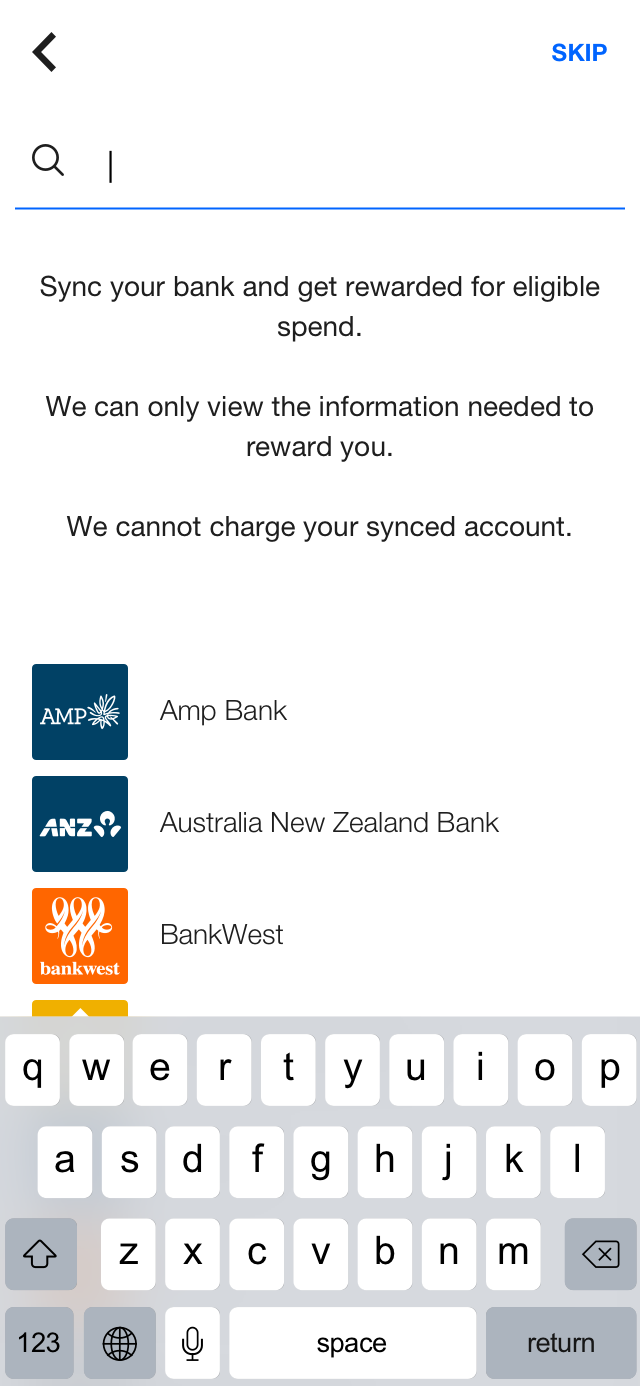 SKIP
Sync your bank and get rewarded for eligible
spend.
We can only view the information needed to
reward you.
We cannot charge your synced account.
AMP
Amp Bank
ANZ
Australia New Zealand Bank
bankwest
BankWest
q w e r t y u i o p
a s d f g h j k l
z x c v b n m
123 space return